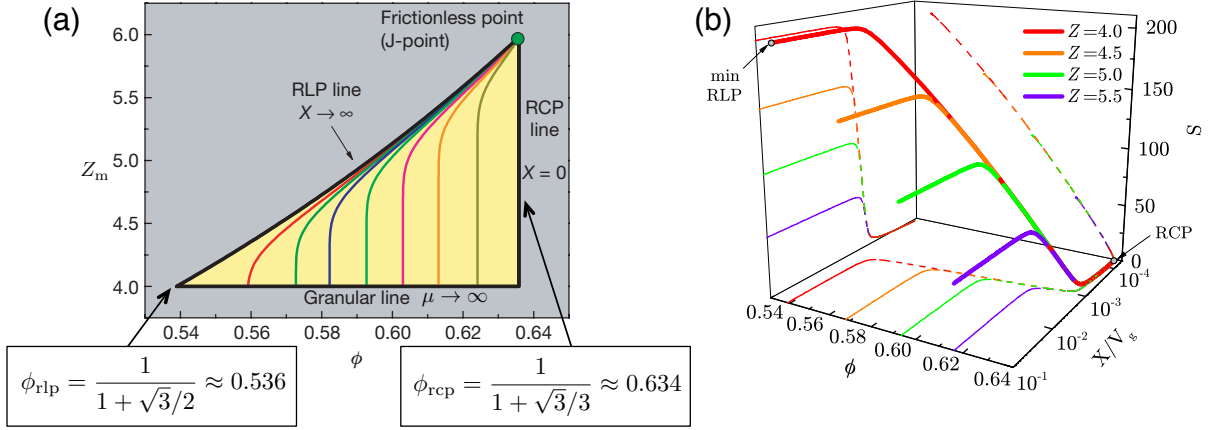 (a)
Frictionless point
(J-point)
RLP line
X → ∞
RCP
line
X = 0
Z_m
6.0
5.5
5.0
4.5
4.0
Granular line μ → ∞
0.54 0.56 0.58 0.60 0.62 0.64
ϕ
ϕ_rlp = 1/(1 + √3/2) ≈ 0.536
ϕ_rcp = 1/(1 + √3/3) ≈ 0.634
(b)
min
RLP
Z=4.0
Z=4.5
Z=5.0
Z=5.5
200
150
100
50
0
S
RCP
10^-4
10^-3
10^-2
10^-1
X/V_g
0.54 0.56 0.58 0.60 0.62 0.64
ϕ